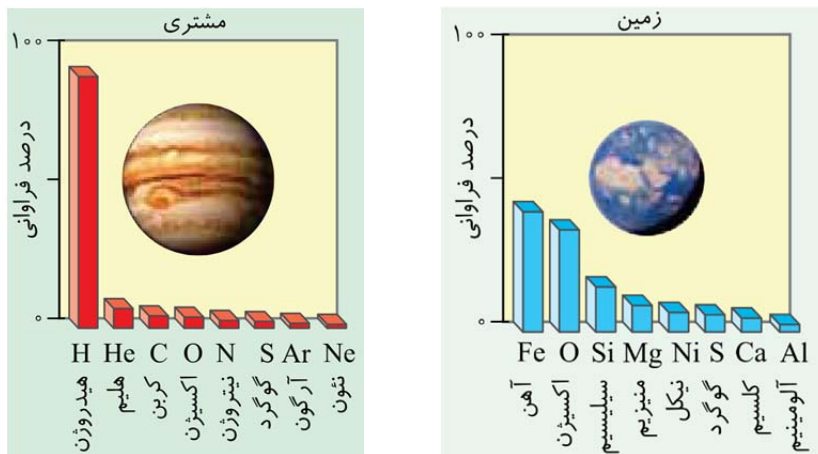 مشتری
۱۰۰
درصد فراوانی
۰
H He C O N S Ar Ne
هیدروژن هلیم کربن اکسیژن نیتروژن گوگرد آرگون نئون
زمین
۱۰۰
درصد فراوانی
۰
Fe O Si Mg Ni S Ca Al
آهن اکسیژن سیلیسیم منیزیم نیکل گوگرد کلسیم آلومینیم